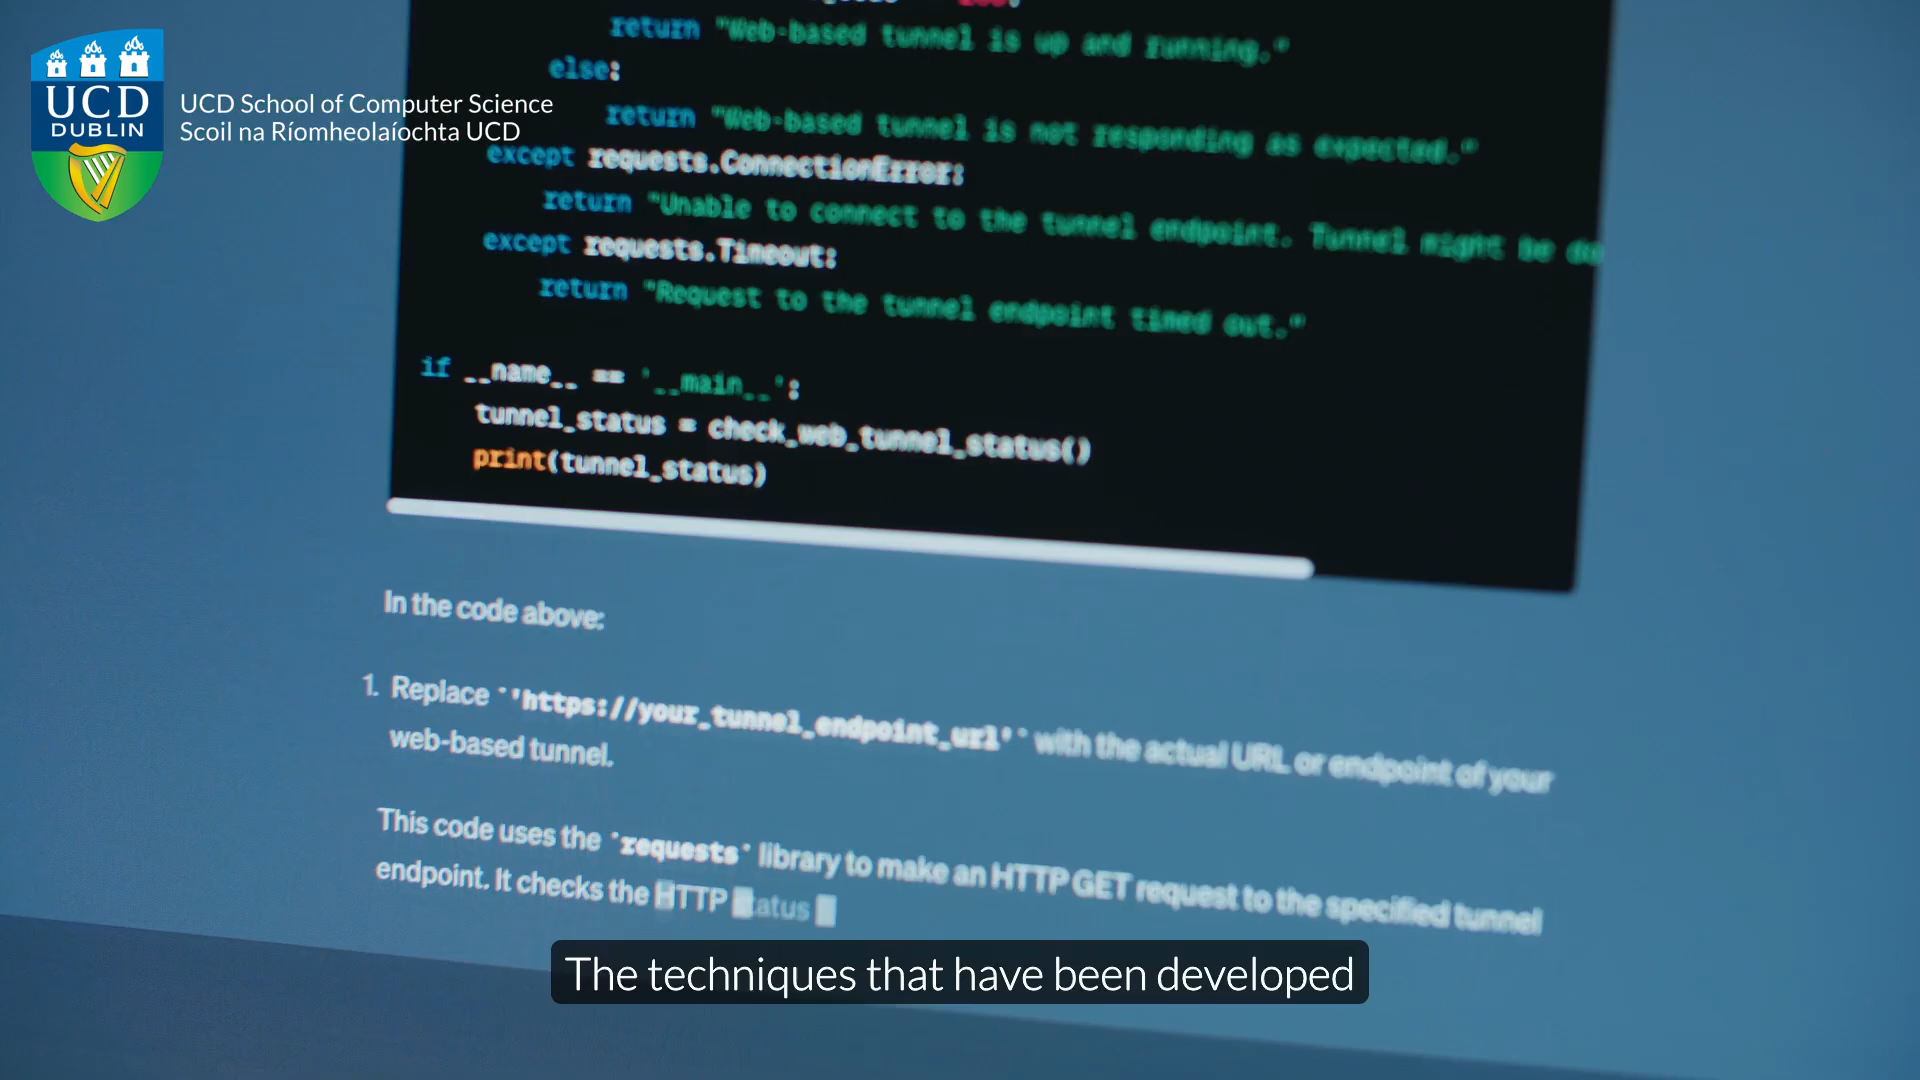 UCD
DUBLIN
UCD School of Computer Science
Scoil na Ríomheolaíochta UCD
return "Web-based tunnel is up and running."
else:
return "Web-based tunnel is not responding as expected."
except requests.ConnectionError:
return "Unable to connect to the tunnel endpoint. Tunnel might be do
except requests.Timeout:
return "Request to the tunnel endpoint timed out."
if __name__ == '__main__':
tunnel_status = check_web_tunnel_status()
print(tunnel_status)
In the code above:
1. Replace `'https://your_tunnel_endpoint_url'` with the actual URL or endpoint of your
web-based tunnel.
This code uses the `requests` library to make an HTTP GET request to the specified tunnel
endpoint. It checks the HTTP tatus
The techniques that have been developed